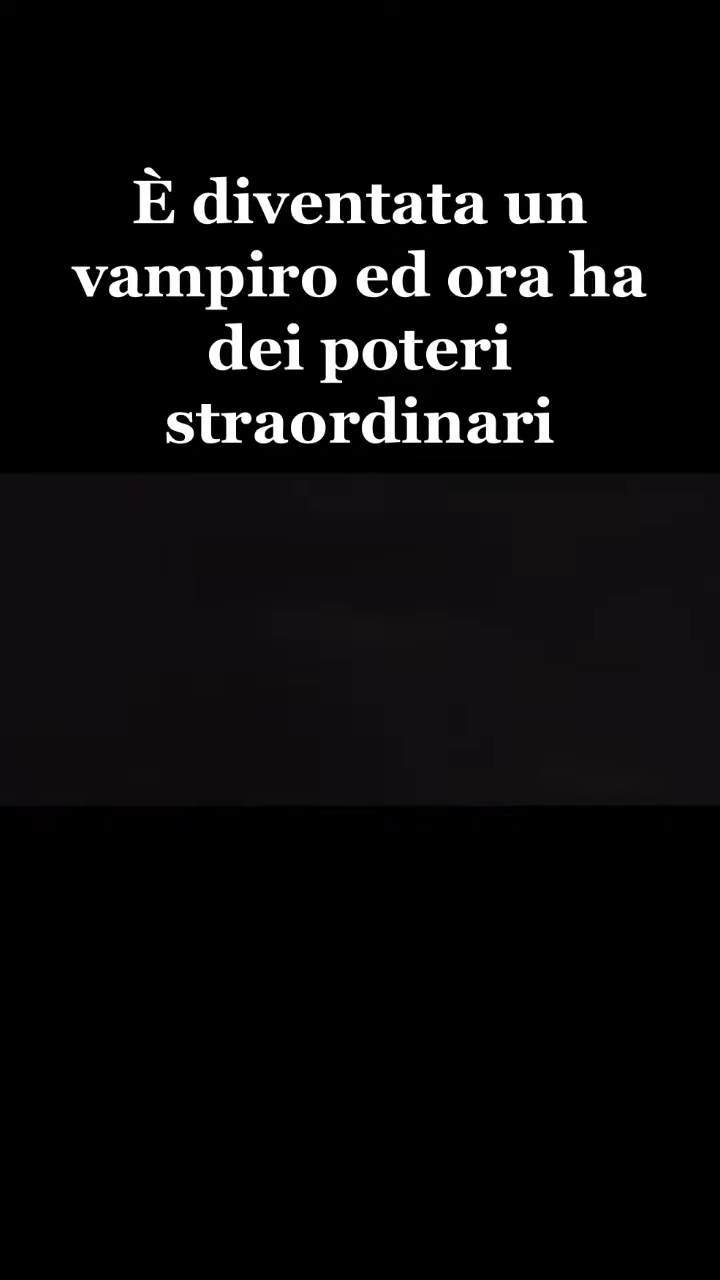 È diventata un
vampiro ed ora ha
dei poteri
straordinari